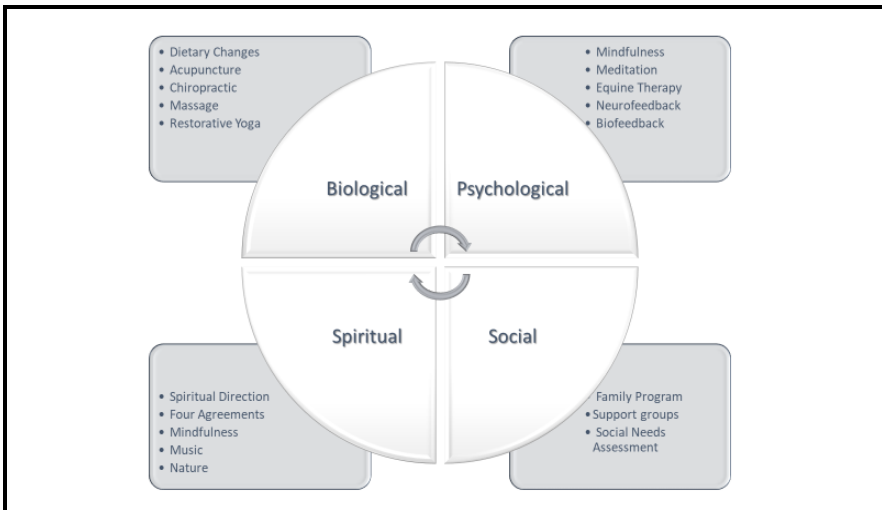 • Dietary Changes
• Acupuncture
• Chiropractic
• Massage
• Restorative Yoga
• Mindfulness
• Meditation
• Equine Therapy
• Neurofeedback
• Biofeedback
Biological
Psychological
Spiritual
Social
• Spiritual Direction
• Four Agreements
• Mindfulness
• Music
• Nature
Family Program
• Support groups
• Social Needs
Assessment